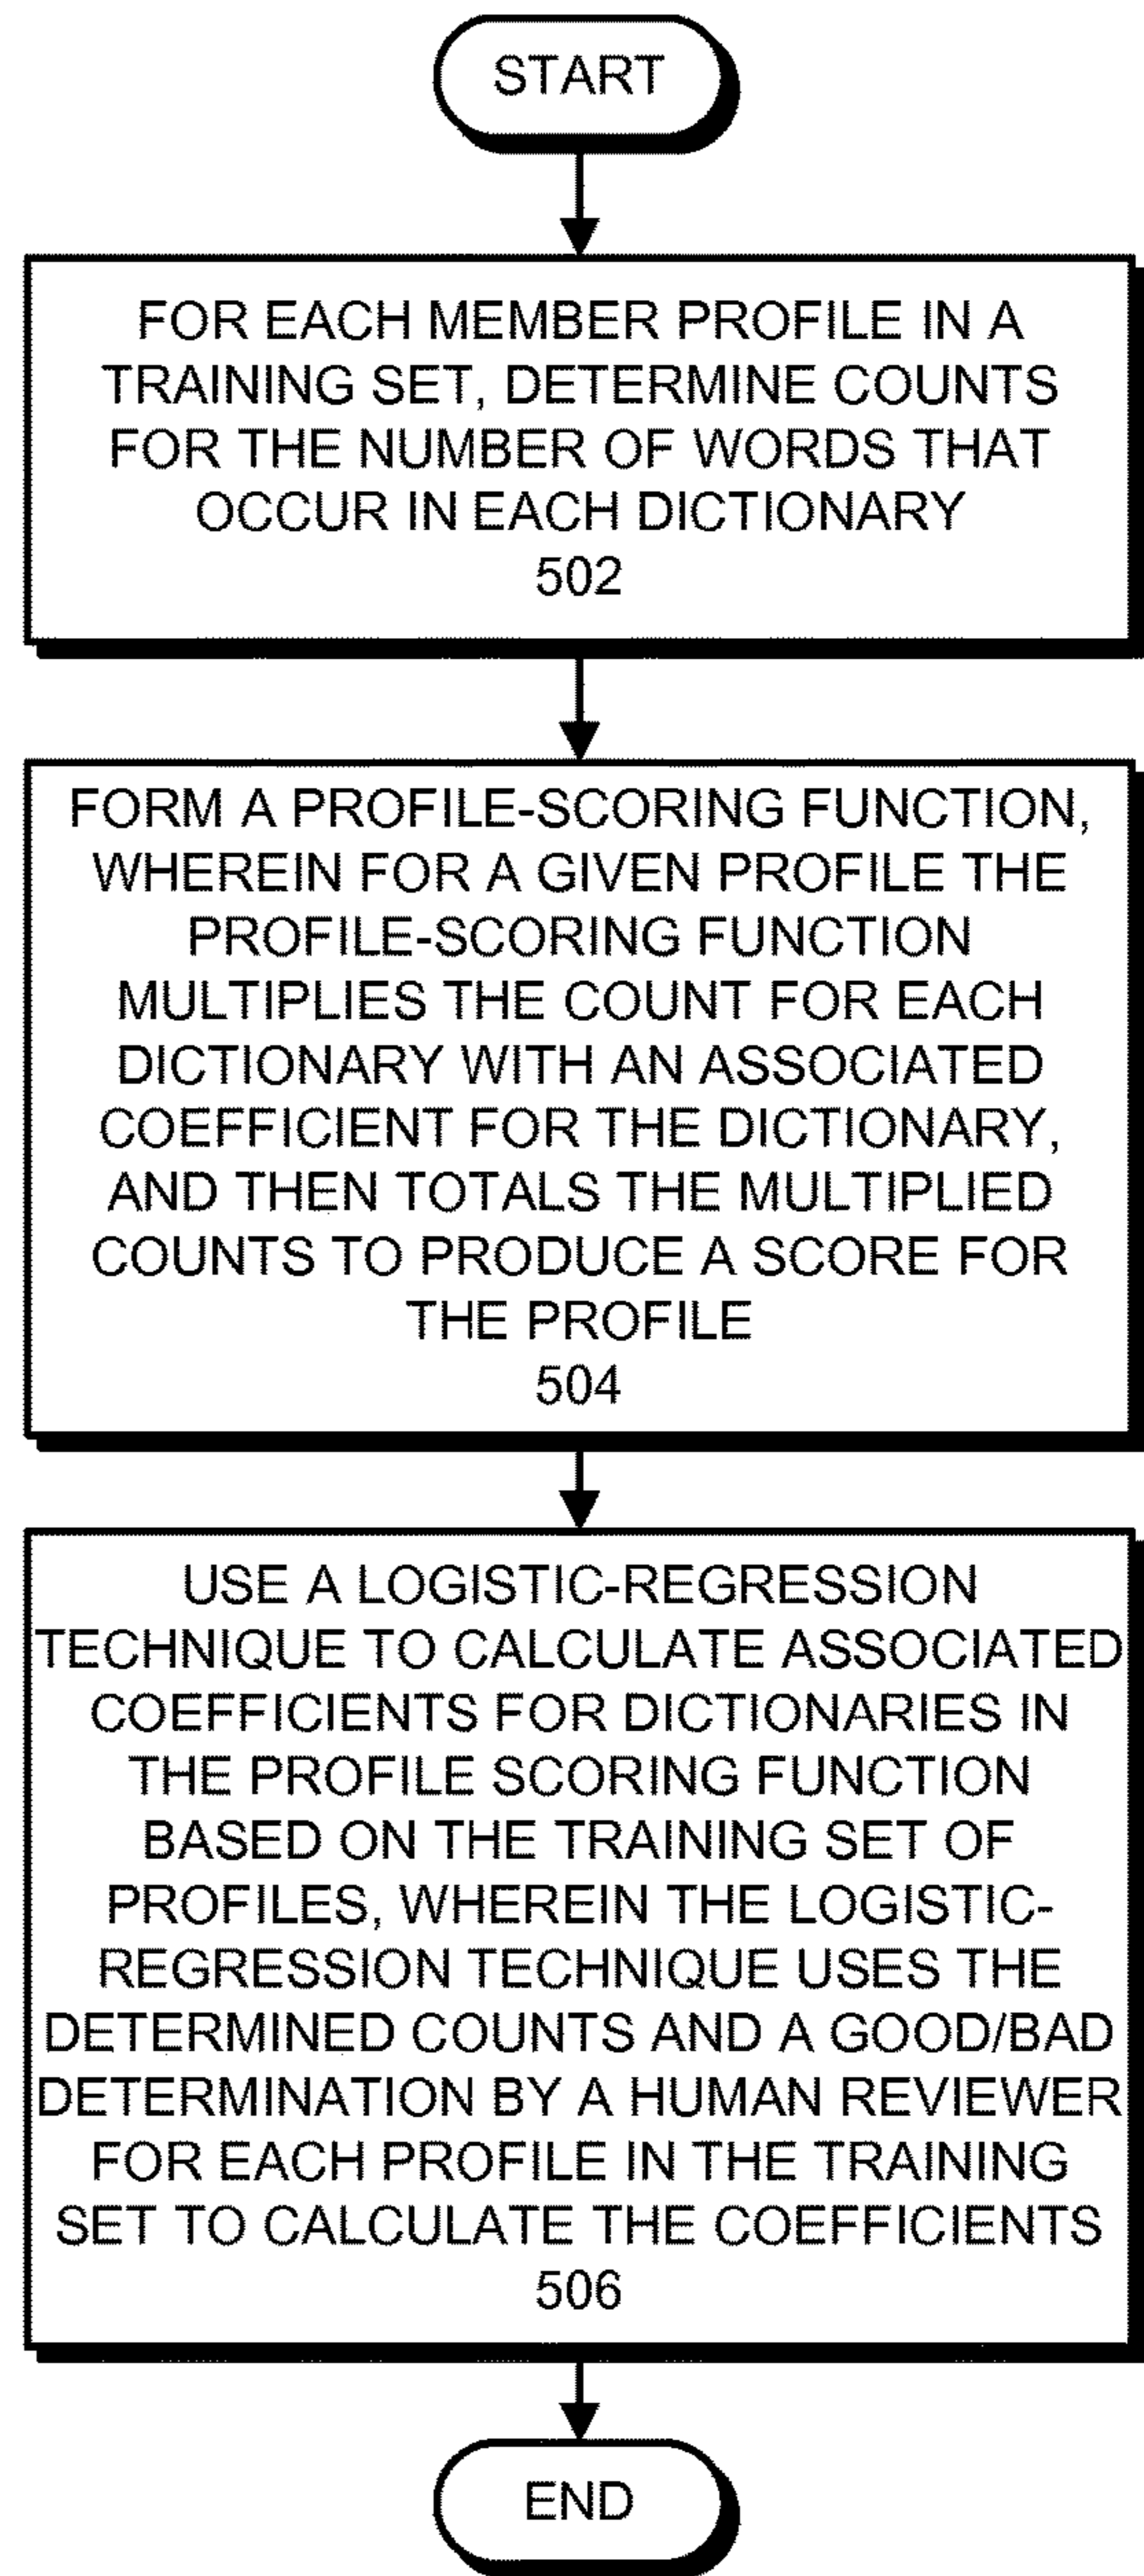 START
FOR EACH MEMBER PROFILE IN A
TRAINING SET, DETERMINE COUNTS
FOR THE NUMBER OF WORDS THAT
OCCUR IN EACH DICTIONARY
502
FORM A PROFILE-SCORING FUNCTION,
WHEREIN FOR A GIVEN PROFILE THE
PROFILE-SCORING FUNCTION
MULTIPLIES THE COUNT FOR EACH
DICTIONARY WITH AN ASSOCIATED
COEFFICIENT FOR THE DICTIONARY,
AND THEN TOTALS THE MULTIPLIED
COUNTS TO PRODUCE A SCORE FOR
THE PROFILE
504
USE A LOGISTIC-REGRESSION
TECHNIQUE TO CALCULATE ASSOCIATED
COEFFICIENTS FOR DICTIONARIES IN
THE PROFILE SCORING FUNCTION
BASED ON THE TRAINING SET OF
PROFILES, WHEREIN THE LOGISTIC-
REGRESSION TECHNIQUE USES THE
DETERMINED COUNTS AND A GOOD/BAD
DETERMINATION BY A HUMAN REVIEWER
FOR EACH PROFILE IN THE TRAINING
SET TO CALCULATE THE COEFFICIENTS
506
END